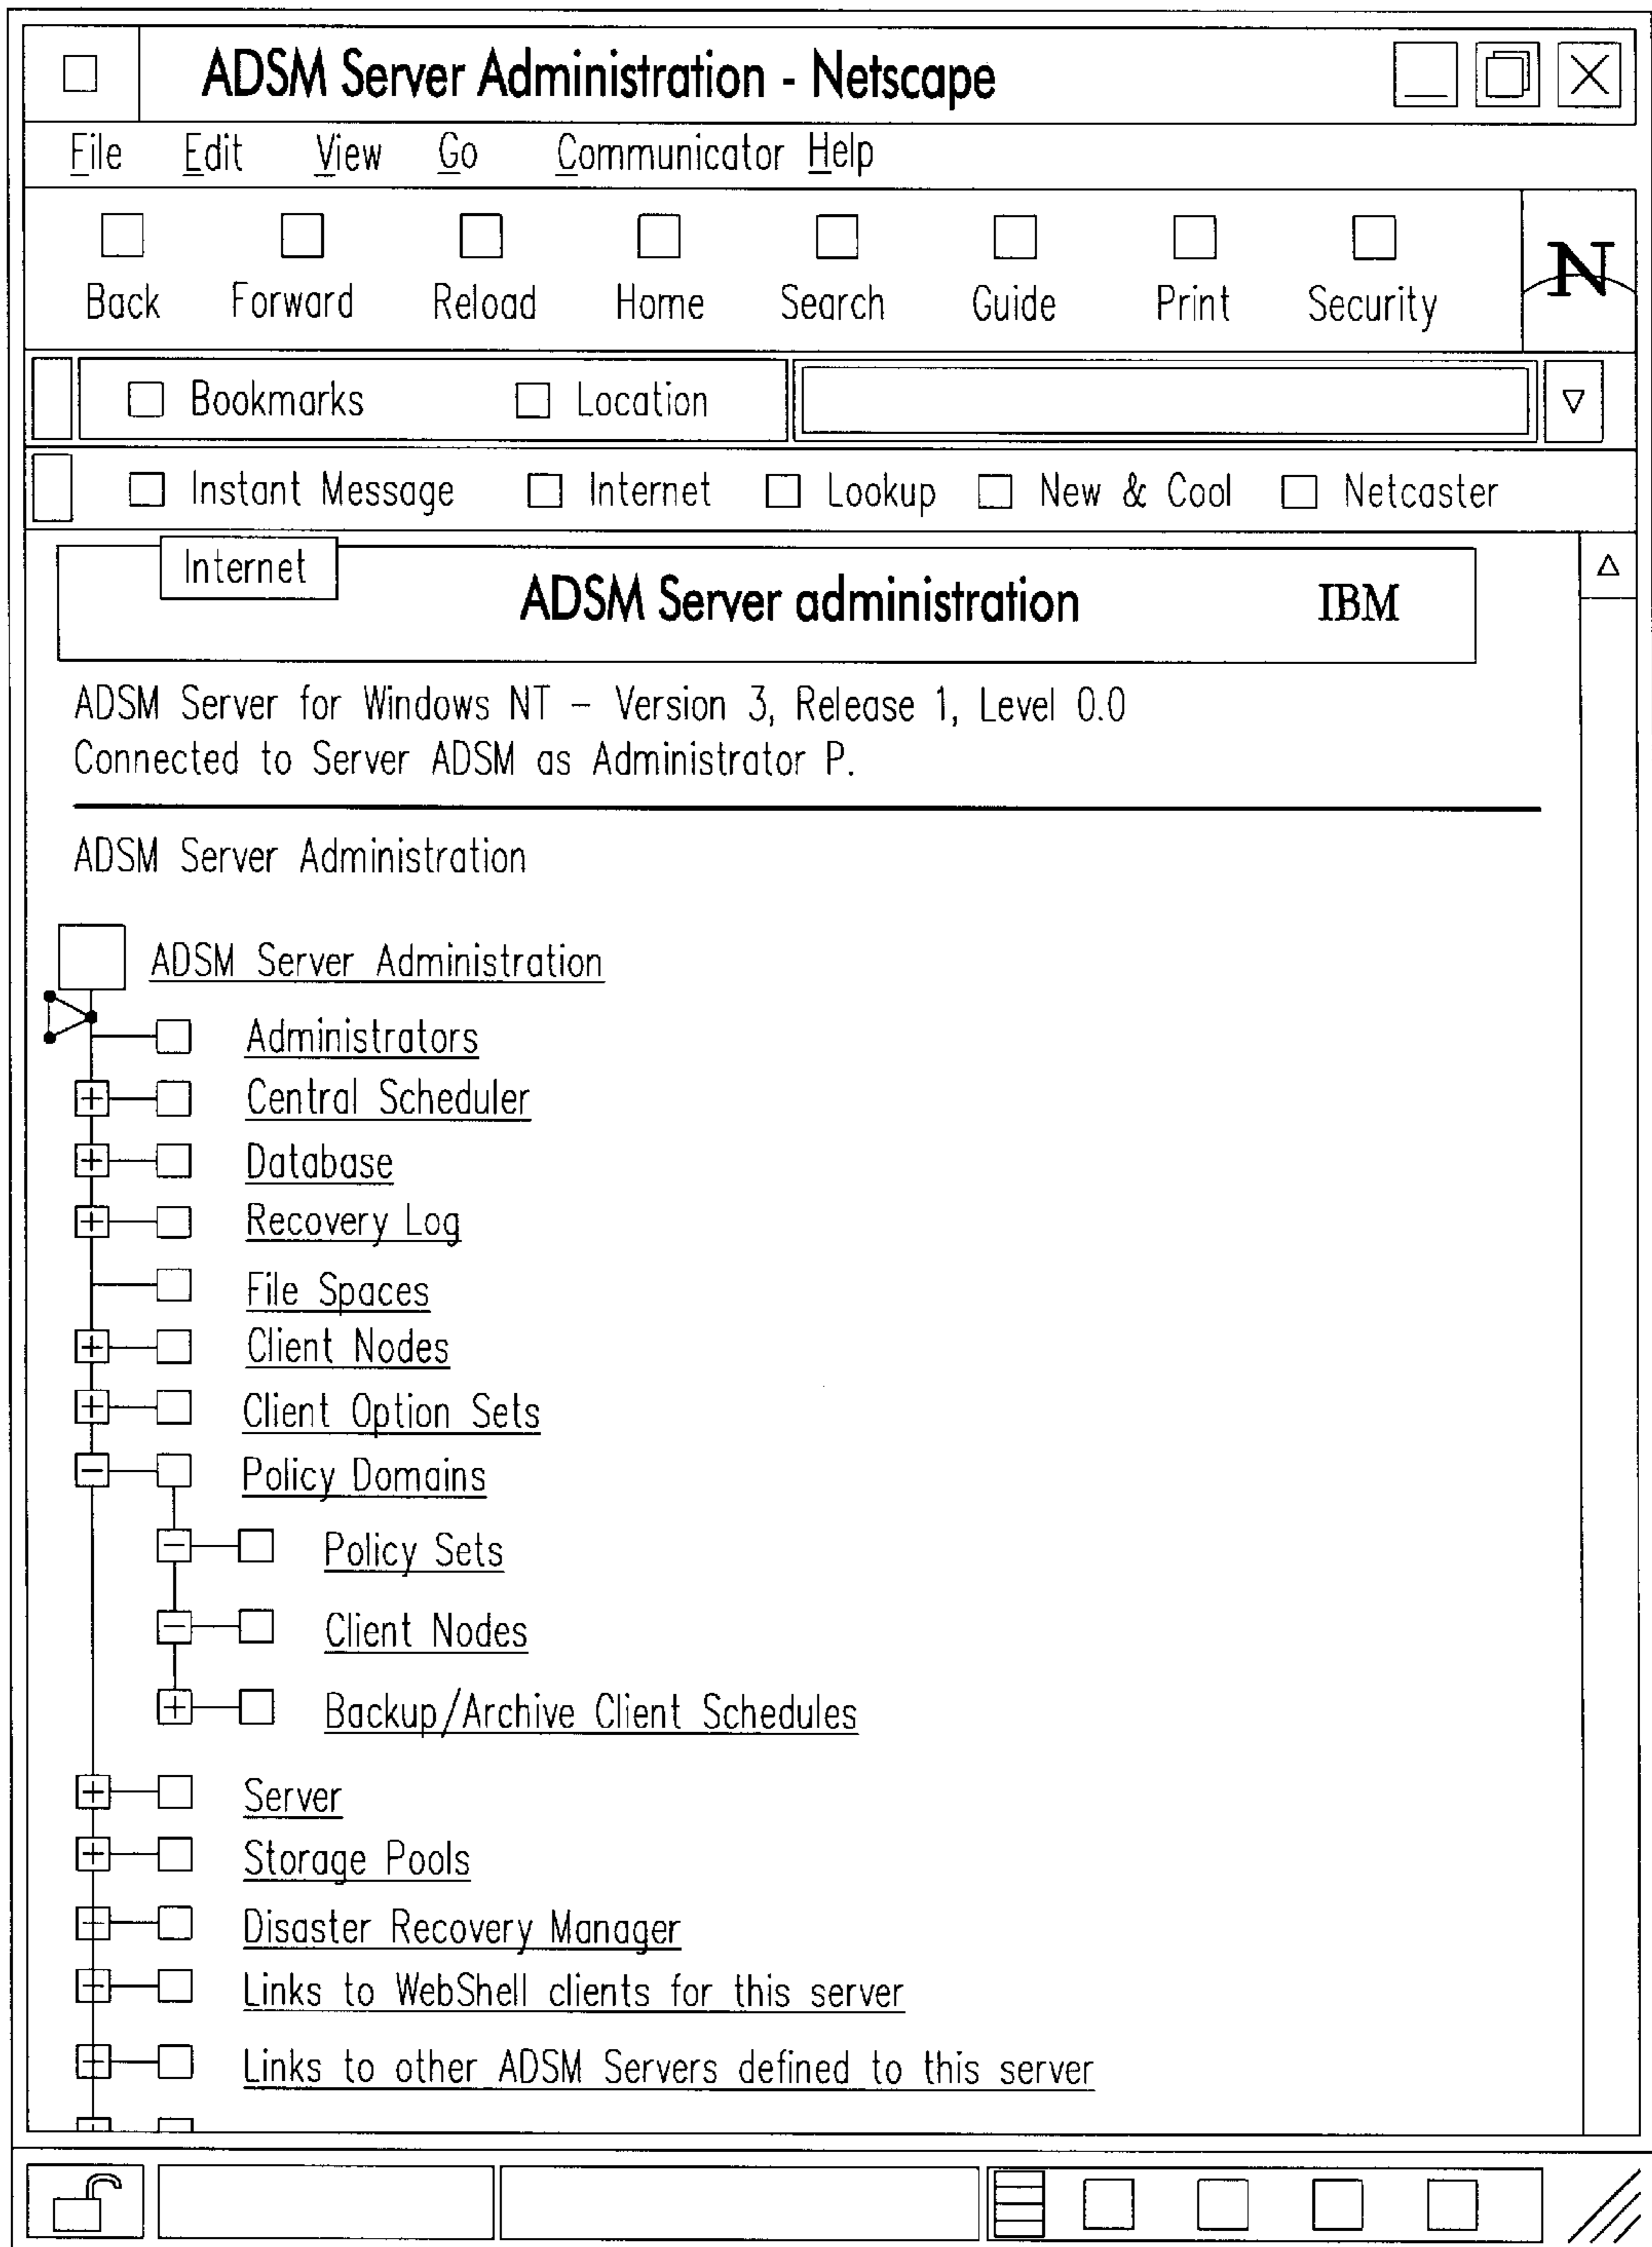 ADSM Server Administration - Netscape
File Edit View Go Communicator Help
N
Back Forward Reload Home Search Guide Print Security
Bookmarks Location
Instant Message Internet Lookup New & Cool Netcaster
Internet
ADSM Server administration IBM
ADSM Server for Windows NT – Version 3, Release 1, Level 0.0
Connected to Server ADSM as Administrator P.
ADSM Server Administration
ADSM Server Administration
Administrators
Central Scheduler
Database
Recovery Log
File Spaces
Client Nodes
Client Option Sets
Policy Domains
Policy Sets
Client Nodes
Backup/Archive Client Schedules
Server
Storage Pools
Disaster Recovery Manager
Links to WebShell clients for this server
Links to other ADSM Servers defined to this server